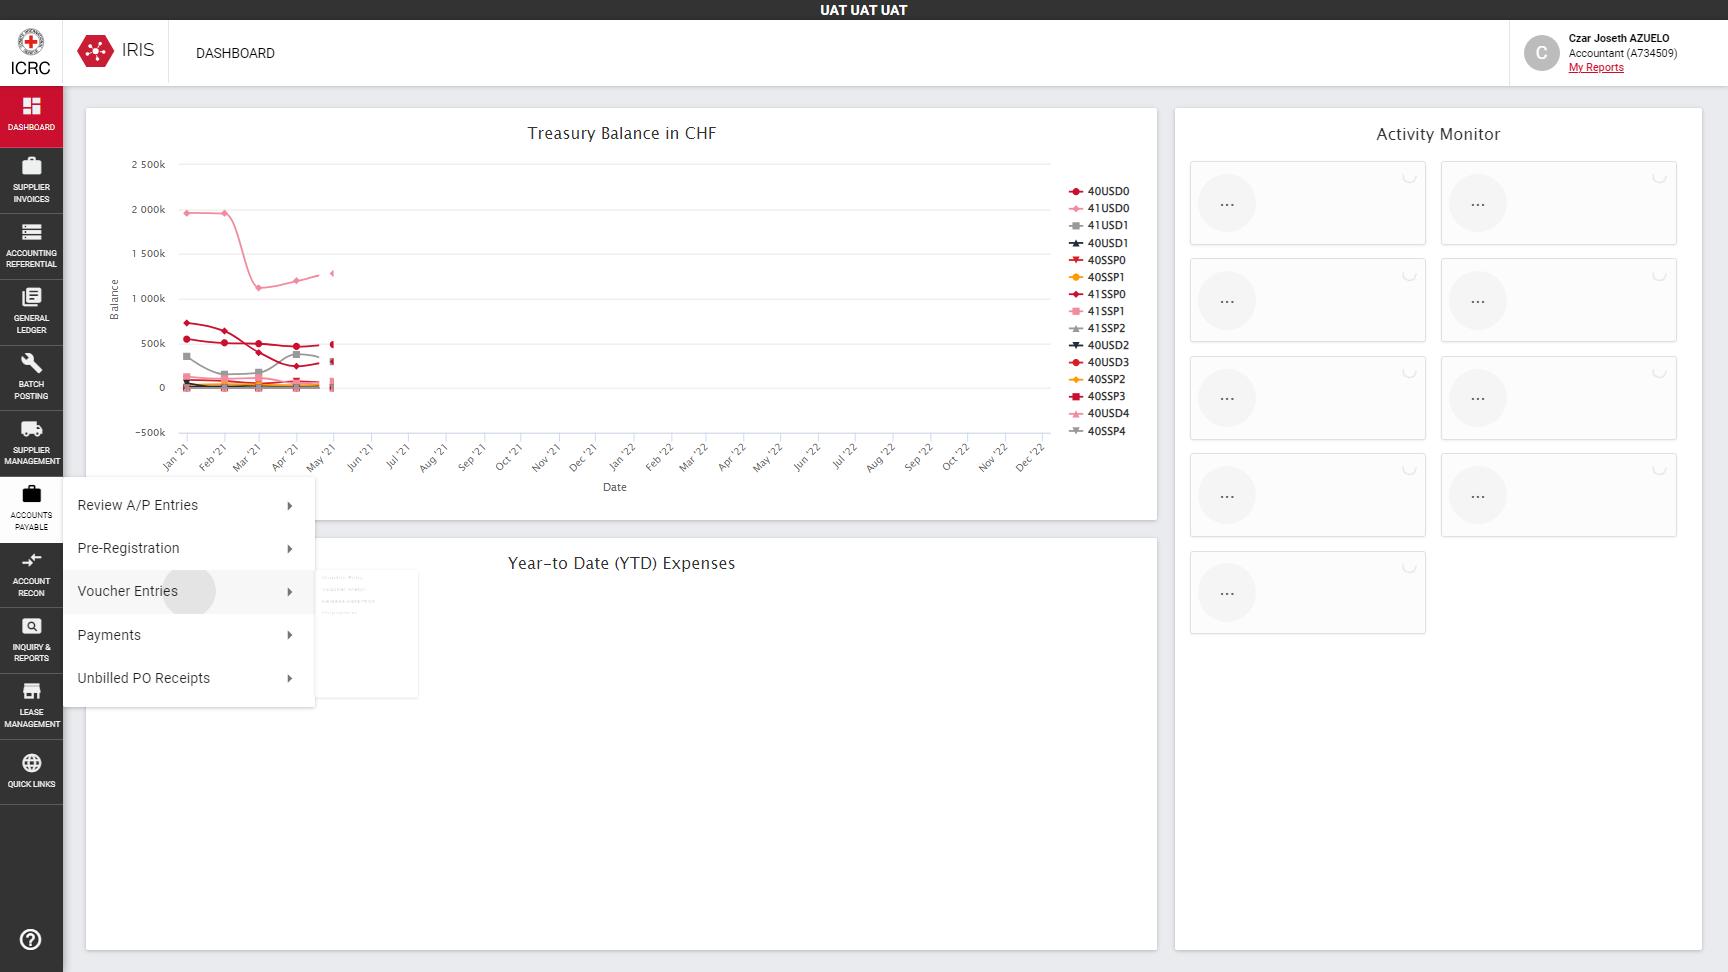 UAT UAT UAT
ICRC
IRIS
DASHBOARD
Czar Joseth AZUELO
Accountant (A734509)
My Reports
C
DASHBOARD
SUPPLIER
INVOICES
ACCOUNTING
REFERENTIAL
GENERAL
LEDGER
BATCH
POSTING
SUPPLIER
MANAGEMENT
ACCOUNTS
PAYABLE
ACCOUNT
RECON
INQUIRY &
REPORTS
LEASE
MANAGEMENT
QUICK LINKS
?
Treasury Balance in CHF
Balance
2 500k
2 000k
1 500k
1 000k
500k
0
-500k
Jan '21
Feb '21
Mar '21
Apr '21
May '21
Jun '21
Jul '21
Aug '21
Sep '21
Oct '21
Nov '21
Dec '21
Jan '22
Feb '22
Mar '22
Apr '22
May '22
Jun '22
Jul '22
Aug '22
Sep '22
Oct '22
Nov '22
Dec '22
Date
40USD0
41USD0
41USD1
40USD1
40SSP0
40SSP1
41SSP0
41SSP1
41SSP2
40USD2
40USD3
40SSP2
40SSP3
40USD4
40SSP4
Review A/P Entries
Pre-Registration
Voucher Entries
Payments
Unbilled PO Receipts
Year-to Date (YTD) Expenses
Activity Monitor
...
...
...
...
...
...
...
...
...